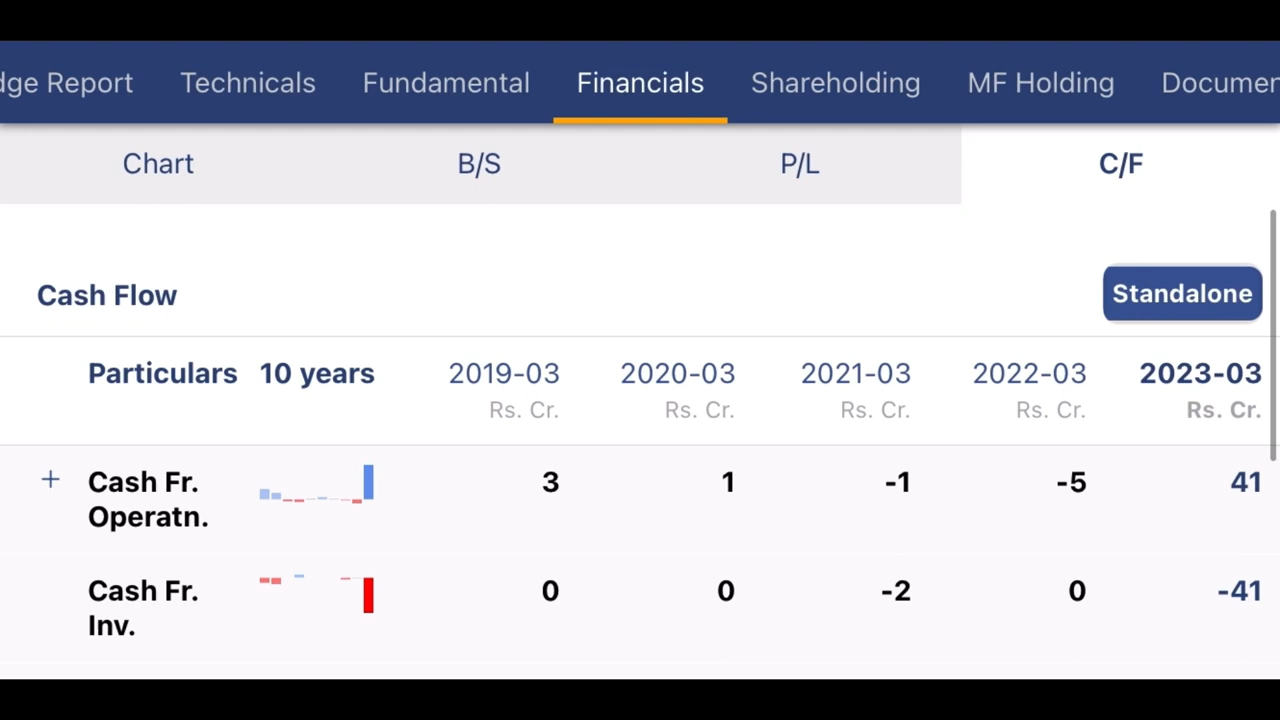 dge Report Technicals Fundamental Financials Shareholding MF Holding Documen
Chart B/S P/L C/F
Cash Flow Standalone
Particulars 10 years 2019-03 2020-03 2021-03 2022-03 2023-03
Rs. Cr. Rs. Cr. Rs. Cr. Rs. Cr. Rs. Cr.
+ Cash Fr. 3 1 -1 -5 41
Operatn.
Cash Fr. 0 0 -2 0 -41
Inv.